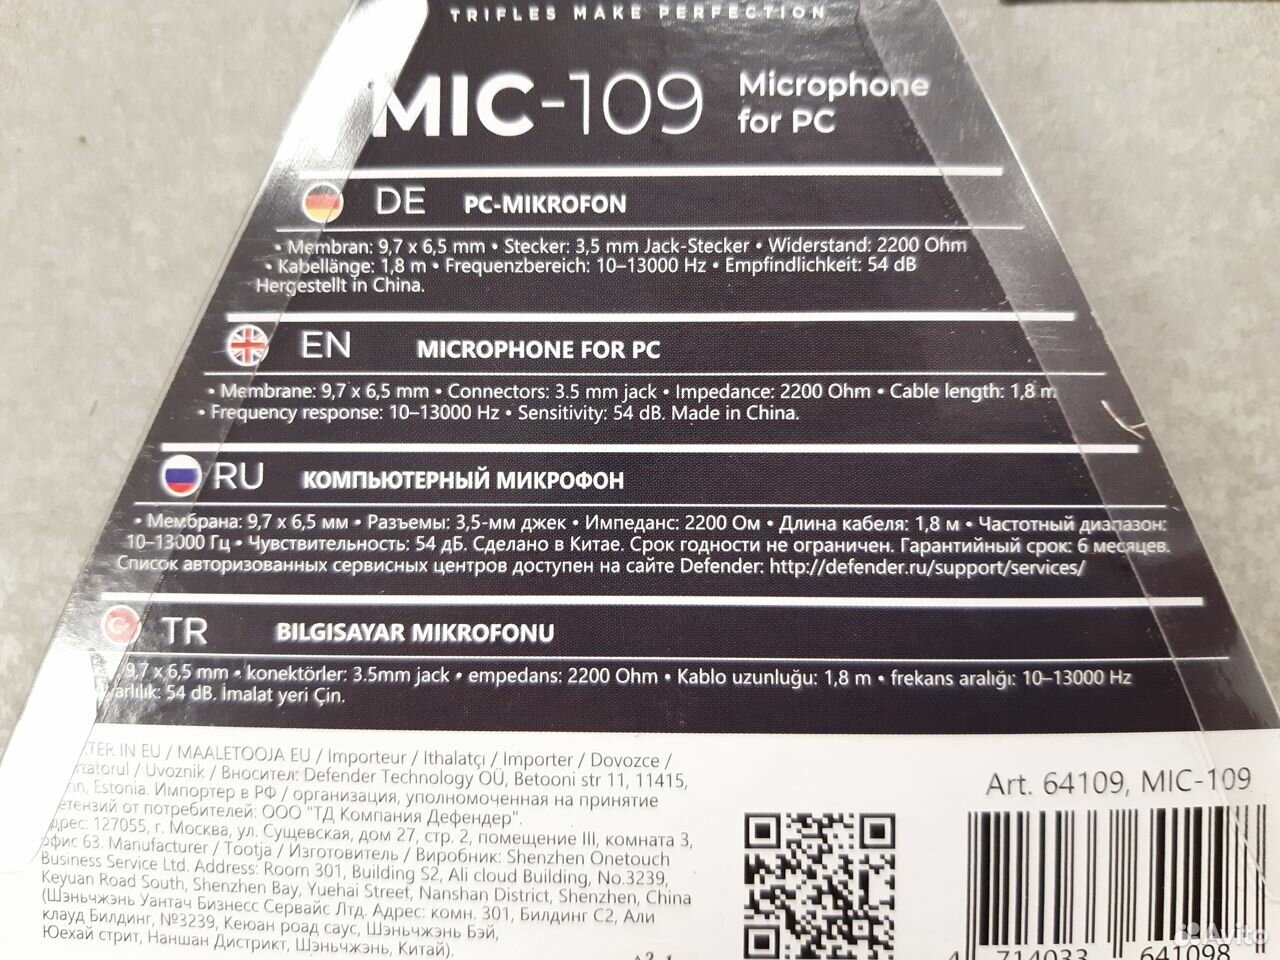 TRIFLES MAKE PERFECTION
MIC-109 Microphone for PC
DE PC-MIKROFON
• Membran: 9,7 x 6,5 mm • Stecker: 3,5 mm Jack-Stecker • Widerstand: 2200 Ohm
• Kabellänge: 1,8 m • Frequenzbereich: 10–13000 Hz • Empfindlichkeit: 54 dB
Hergestellt in China.
EN MICROPHONE FOR PC
• Membrane: 9,7 x 6,5 mm • Connectors: 3.5 mm jack • Impedance: 2200 Ohm • Cable length: 1,8 m
• Frequency response: 10–13000 Hz • Sensitivity: 54 dB. Made in China.
RU КОМПЬЮТЕРНЫЙ МИКРОФОН
• Мембрана: 9,7 x 6,5 мм • Разъемы: 3,5-мм джек • Импеданс: 2200 Ом • Длина кабеля: 1,8 м • Частотный диапазон:
10–13000 Гц • Чувствительность: 54 дБ. Сделано в Китае. Срок годности не ограничен. Гарантийный срок: 6 месяцев.
Список авторизованных сервисных центров доступен на сайте Defender: http://defender.ru/support/services/
TR BILGISAYAR MIKROFONU
9,7 x 6,5 mm • konektörler: 3.5mm jack • empedans: 2200 Ohm • Kablo uzunluğu: 1,8 m • frekans aralığı: 10–13000 Hz
54 dB. İmalat yeri Çin.
IN EU / MAALETOOJA EU / Importeur / Ithalatçı / Importer / Dovozce /
/ Uvoznik / Вносител: Defender Technology OÜ, Betooni str 11, 11415,
Estonia. Импортер в РФ / организация, уполномоченная на принятие
от потребителей: ООО "ТД Компания Дефендер".
127055, г. Москва, ул. Сущевская, дом 27, стр. 2, помещение III, комната 3,
63. Manufacturer / Tootja / Изготовитель / Виробник: Shenzhen Onetouch
Business Service Ltd. Address: Room 301, Building S2, Ali cloud Building, No.3239,
Keyuan Road South, Shenzhen Bay, Yuehai Street, Nanshan District, Shenzhen, China
(Шэньчжэнь Уантач Бизнесс Сервайс Лтд. Адрес: комн. 301, Билдинг С2, Али
клауд Билдинг, №3239, Кеюан роад саус, Шэньчжэнь Бэй,
Юехай стрит, Наншан Дистрикт, Шэньчжэнь, Китай).
Art. 64109, MIC-109
4 714033 641098
Avito